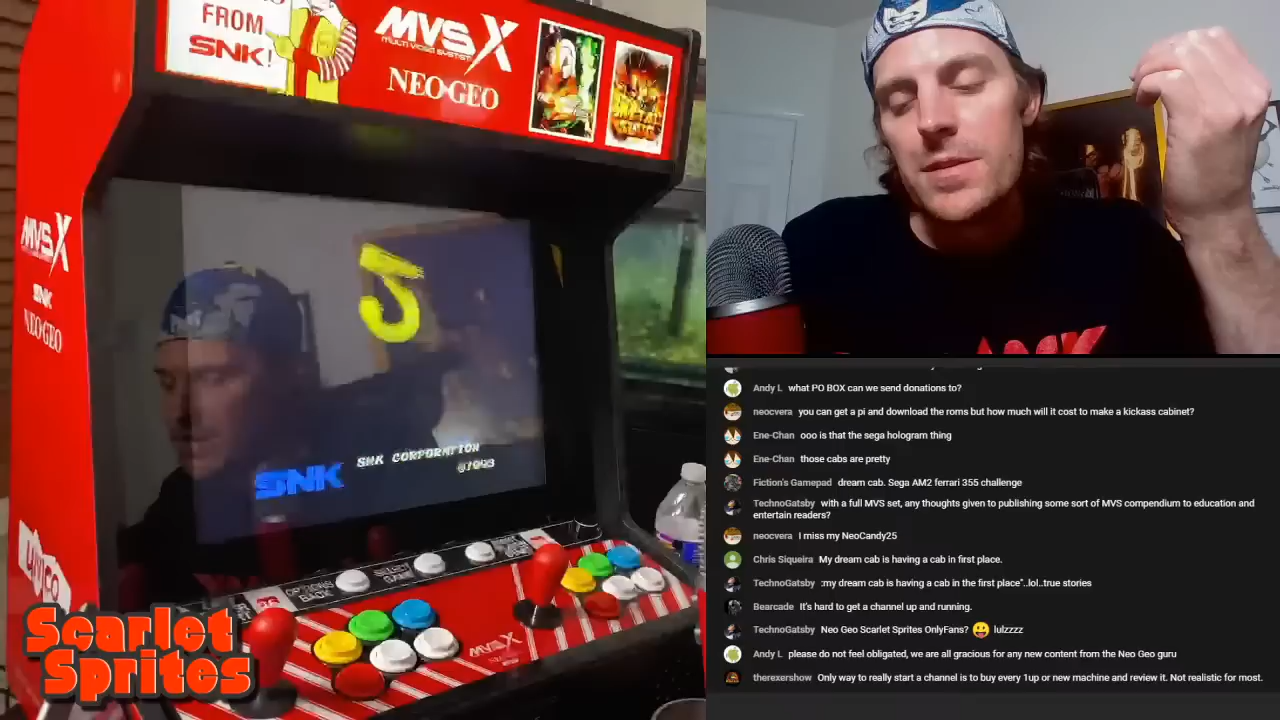 FROM
SNK!
MVSX
MULTI VIDEO SYSTEM
NEO•GEO
MVSX
SNK
NEO•GEO
SNK CORPORATION
SNK
UNICO
OPTIONS
BACK
SELECT
GAME
MVSX
Scarlet
Sprites
Andy L what PO BOX can we send donations to?
neocvera you can get a pi and download the roms but how much will it cost to make a kickass cabinet?
Ene-Chan ooo is that the sega hologram thing
Ene-Chan those cabs are pretty
Fiction's Gamepad dream cab. Sega AM2 ferrari 355 challenge
TechnoGatsby with a full MVS set, any thoughts given to publishing some sort of MVS compendium to education and
entertain readers?
neocvera I miss my NeoCandy25
Chris Siqueira My dream cab is having a cab in first place.
TechnoGatsby :my dream cab is having a cab in the first place"..lol..true stories
Bearcade It's hard to get a channel up and running.
TechnoGatsby Neo Geo Scarlet Sprites OnlyFans? 😛 lulzzzz
Andy L please do not feel obligated, we are all gracious for any new content from the Neo Geo guru
therexershow Only way to really start a channel is to buy every 1up or new machine and review it. Not realistic for most.